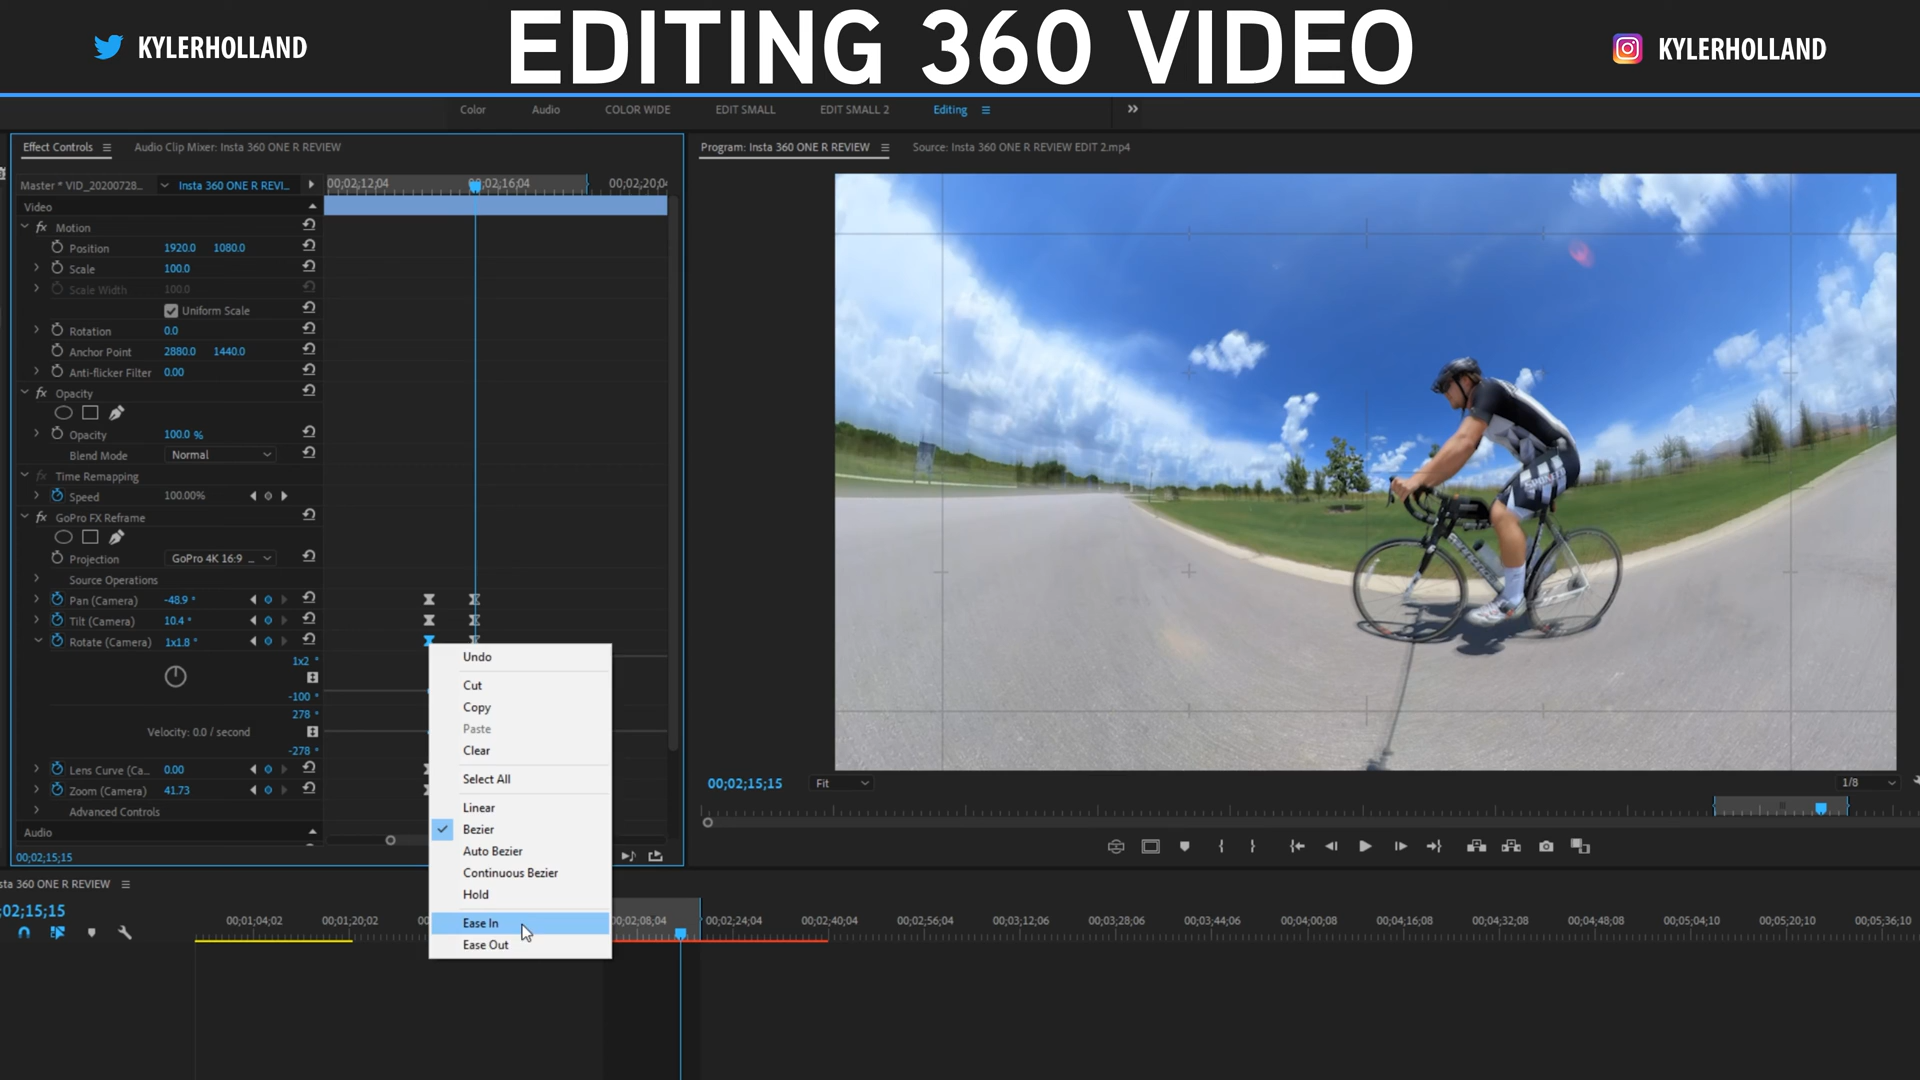 KYLERHOLLAND
EDITING 360 VIDEO
KYLERHOLLAND
Color Audio COLOR WIDE EDIT SMALL EDIT SMALL 2 Editing
Effect Controls Audio Clip Mixer: Insta 360 ONE R REVIEW
Program: Insta 360 ONE R REVIEW Source: Insta 360 ONE R REVIEW EDIT 2.mp4
Master * VID_20200728... Insta 360 ONE R REVI... 00;02;12;04 00;02;16;04 00;02;20;0
Video
fx Motion
Position 1920.0 1080.0
Scale 100.0
Scale Width 100.0
Uniform Scale
Rotation 0.0
Anchor Point 2880.0 1440.0
Anti-flicker Filter 0.00
fx Opacity
Opacity 100.0 %
Blend Mode Normal
fx Time Remapping
Speed 100.00%
fx GoPro FX Reframe
Projection GoPro 4K 16:9 ...
Source Operations
Pan (Camera) -48.9 °
Tilt (Camera) 10.4 °
Rotate (Camera) 1x1.8 °
1x2 °
-100 °
278 °
Velocity: 0.0 / second
-278 °
Lens Curve (Ca... 0.00
Zoom (Camera) 41.73
Advanced Controls
Audio
00;02;15;15
Undo
Cut
Copy
Paste
Clear
Select All
Linear
Bezier
Auto Bezier
Continuous Bezier
Hold
Ease In
Ease Out
00;02;15;15 Fit 1/8
sta 360 ONE R REVIEW
;02;15;15
00;01;04;02 00;01;20;02 00 00;02;08;04 00;02;24;04 00;02;40;04 00;02;56;04 00;03;12;06 00;03;28;06 00;03;44;06 00;04;00;08 00;04;16;08 00;04;32;08 00;04;48;08 00;05;04;10 00;05;20;10 00;05;36;10